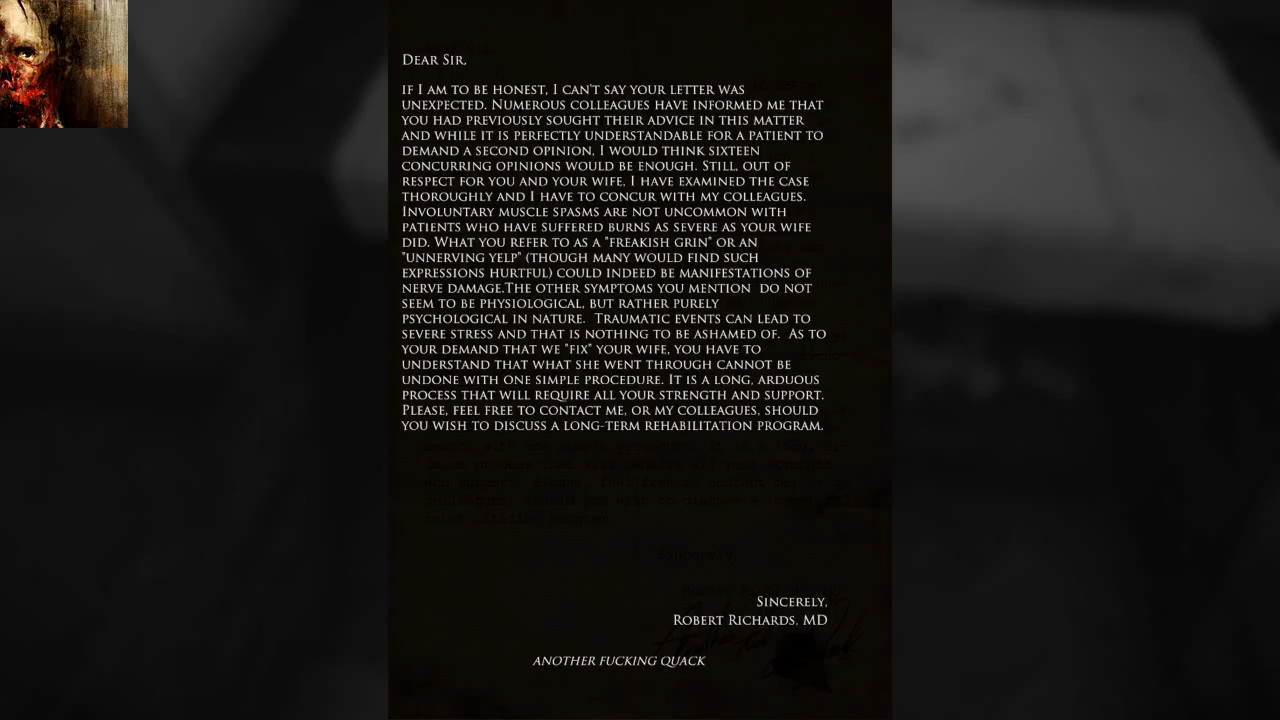 Dear Sir,
if I am to be honest, I can't say your letter was
unexpected. Numerous colleagues have informed me that
you had previously sought their advice in this matter
and while it is perfectly understandable for a patient to
demand a second opinion, I would think sixteen
concurring opinions would be enough. Still, out of
respect for you and your wife, I have examined the case
thoroughly and I have to concur with my colleagues.
Involuntary muscle spasms are not uncommon with
patients who have suffered burns as severe as your wife
did. What you refer to as a "freakish grin" or an
"unnerving yelp" (though many would find such
expressions hurtful) could indeed be manifestations of
nerve damage.The other symptoms you mention  do not
seem to be physiological, but rather purely
psychological in nature.  Traumatic events can lead to
severe stress and that is nothing to be ashamed of.  As to
your demand that we "fix" your wife, you have to
understand that what she went through cannot be
undone with one simple procedure. It is a long, arduous
process that will require all your strength and support.
Please, feel free to contact me, or my colleagues, should
you wish to discuss a long-term rehabilitation program.
Sincerely,
Robert Richards, MD
ANOTHER FUCKING QUACK